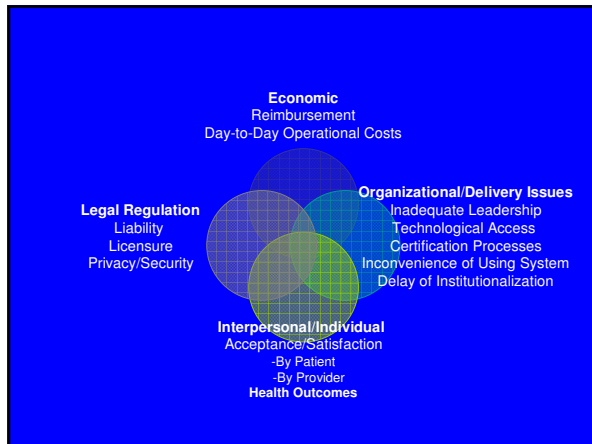 Economic
Reimbursement
Day-to-Day Operational Costs
Legal Regulation
Liability
Licensure
Privacy/Security
Organizational/Delivery Issues
Inadequate Leadership
Technological Access
Certification Processes
Inconvenience of Using System
Delay of Institutionalization
Interpersonal/Individual
Acceptance/Satisfaction
-By Patient
-By Provider
Health Outcomes